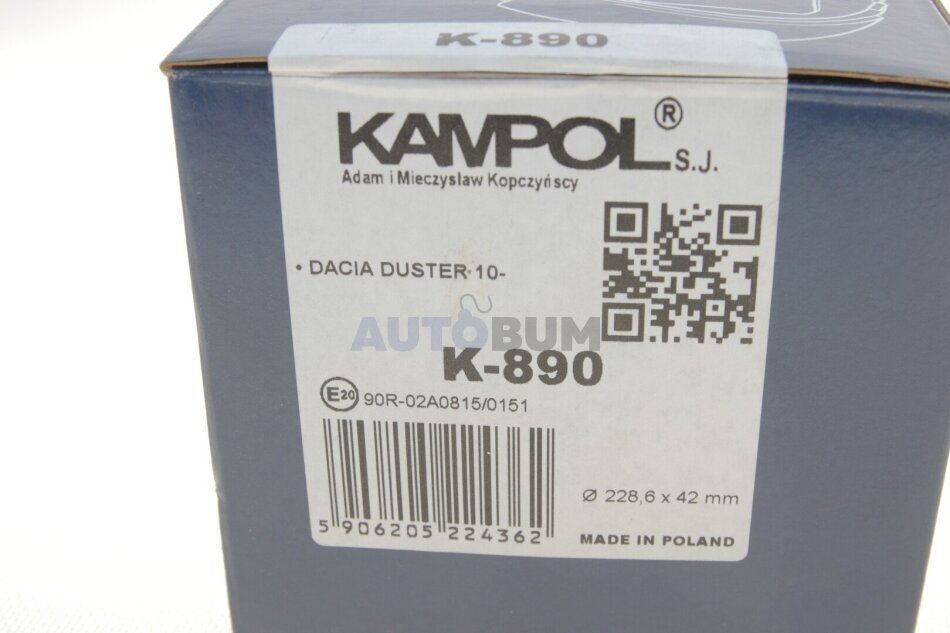 K-890
KAMPOL® S.J.
Adam i Mieczyslaw Kopczyńscy
• DACIA DUSTER 10-
AUTOBUM
K-890
E20 90R-02A0815/0151
5 906205 224362
Ø 228,6 x 42 mm
MADE IN POLAND